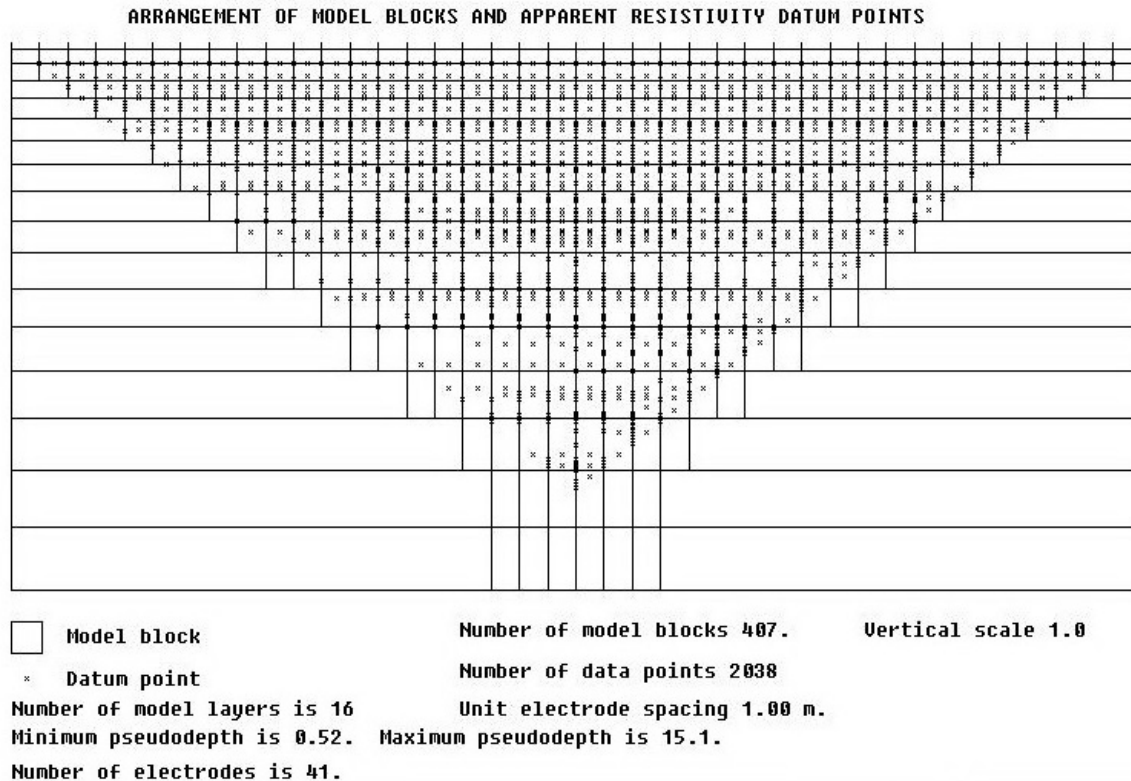 ARRANGEMENT OF MODEL BLOCKS AND APPARENT RESISTIVITY DATUM POINTS
Model block
Number of model blocks 407.
Vertical scale 1.0
Datum point
Number of data points 2038
Number of model layers is 16
Unit electrode spacing 1.00 m.
Minimum pseudodepth is 0.52. Maximum pseudodepth is 15.1.
Number of electrodes is 41.